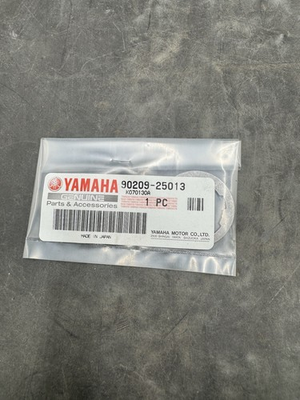 YAMAHA 90209-25013
K070130A
GENUINE
Parts & Accessories
1 PC
MADE IN JAPAN
YAMAHA MOTOR CO.,LTD.